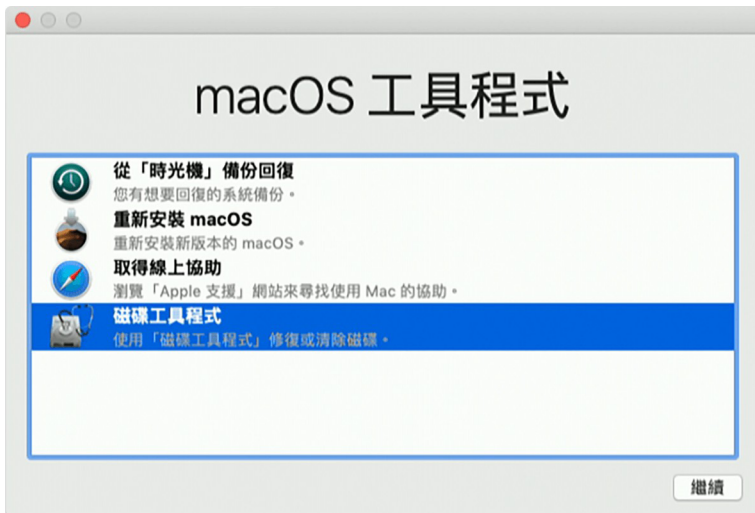 macOS 工具程式
從「時光機」備份回復
您有想要回復的系統備份。
重新安裝 macOS
重新安裝新版本的 macOS。
取得線上協助
瀏覽「Apple 支援」網站來尋找使用 Mac 的協助。
磁碟工具程式
使用「磁碟工具程式」修復或清除磁碟。
繼續